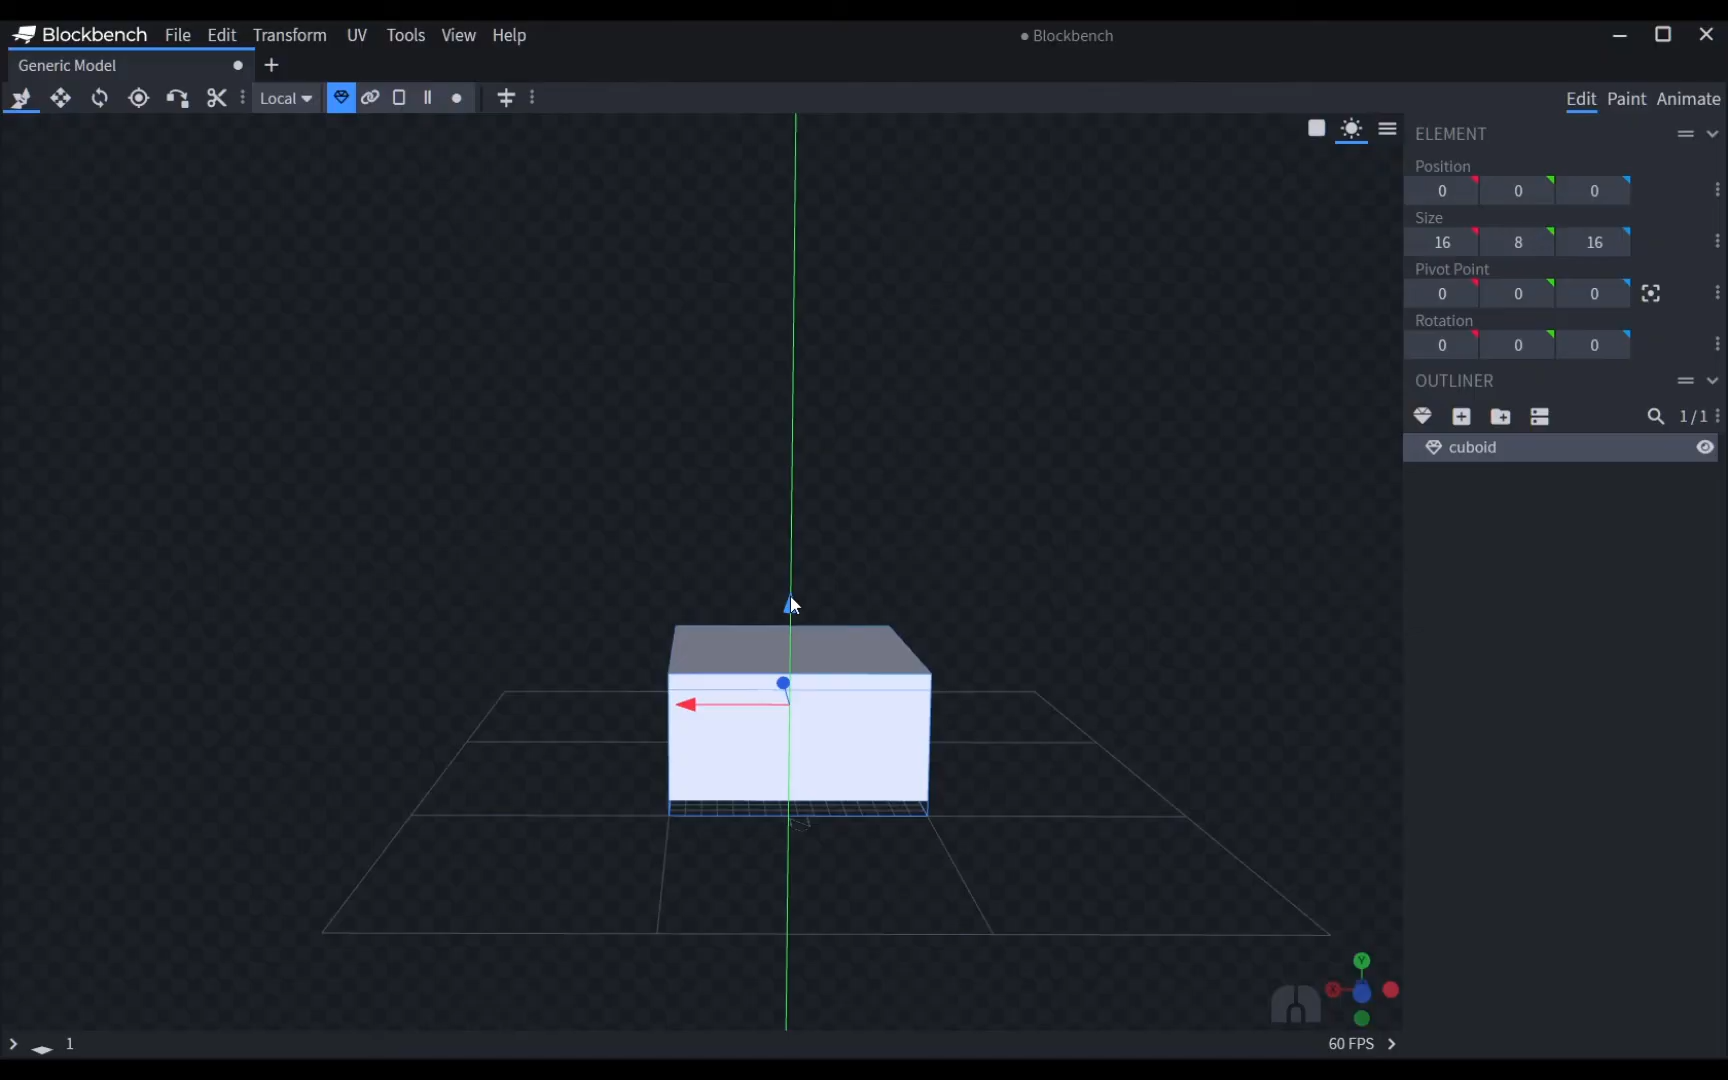 Blockbench File Edit Transform UV Tools View Help
● Blockbench
Generic Model
Local
Edit Paint Animate
ELEMENT
Position
0 0 0
Size
16 8 16
Pivot Point
0 0 0
Rotation
0 0 0
OUTLINER
1/1
cuboid
Y
X
1
60 FPS